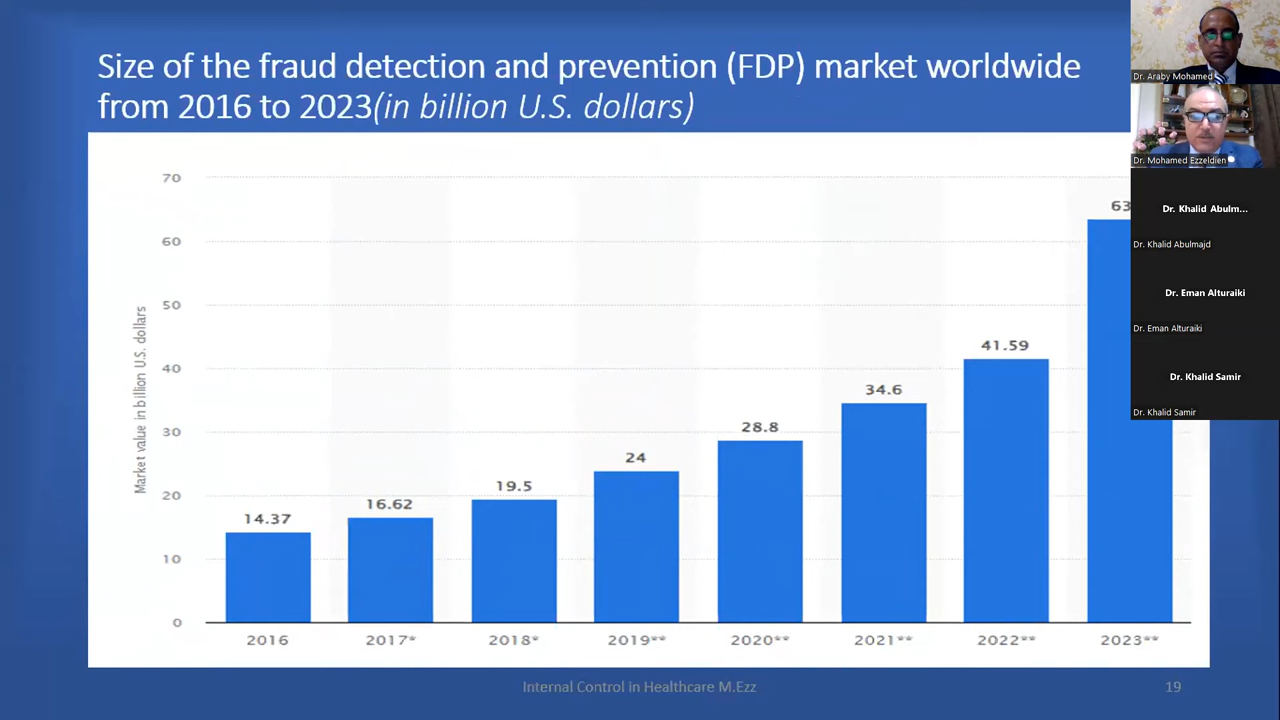 Size of the fraud detection and prevention (FDP) market worldwide
from 2016 to 2023(in billion U.S. dollars)
Market value in billion U.S. dollars
70
60
50
40
30
20
10
0
14.37
16.62
19.5
24
28.8
34.6
41.59
63
2016
2017*
2018*
2019**
2020**
2021**
2022**
2023**
Internal Control in Healthcare M.Ezz
19
Dr. Araby Mohamed
Dr. Mohamed Ezzeldien
Dr. Khalid Abulm...
Dr. Khalid Abulmajd
Dr. Eman Alturaiki
Dr. Eman Alturaiki
Dr. Khalid Samir
Dr. Khalid Samir